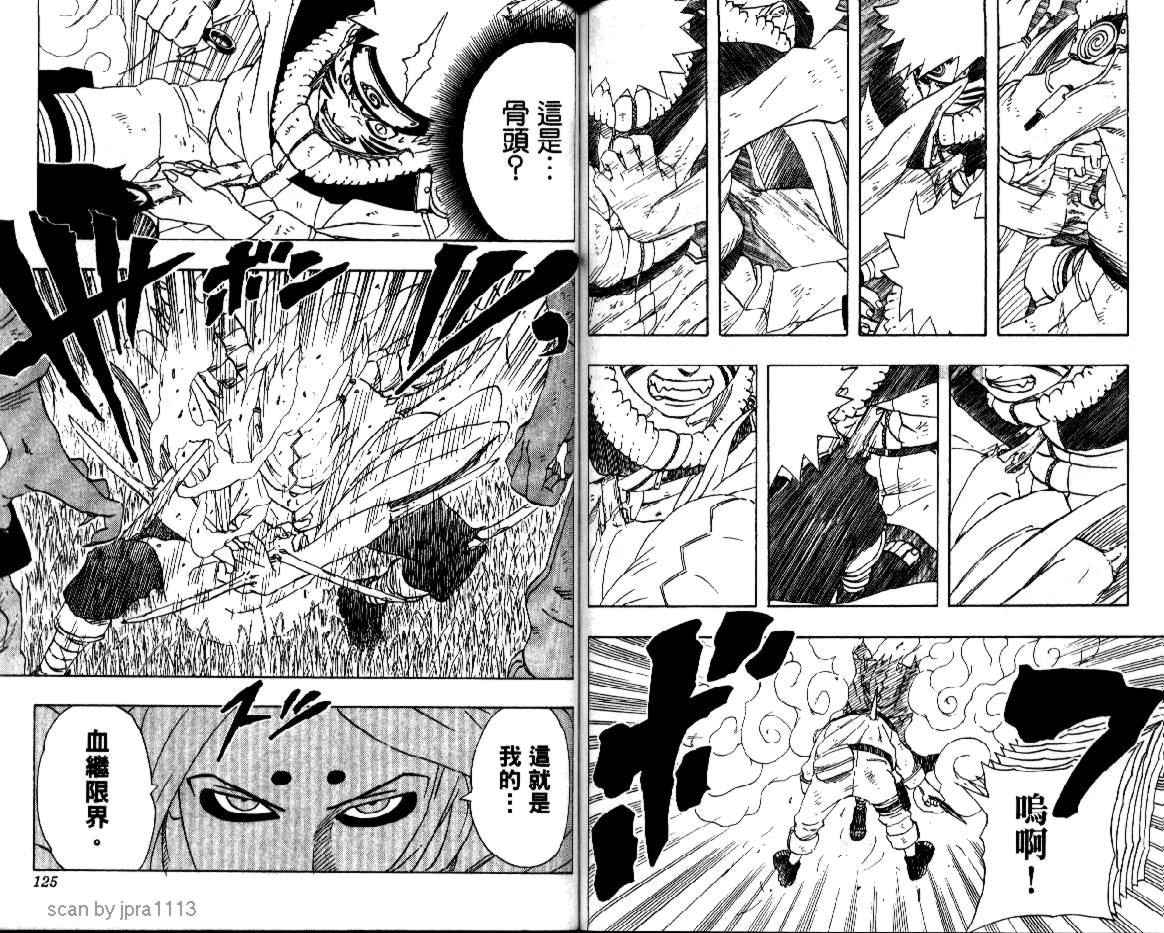 嗚啊！
這是…
骨頭？
ボン
這就是
我的…
血繼限界。
125
scan by jpra1113